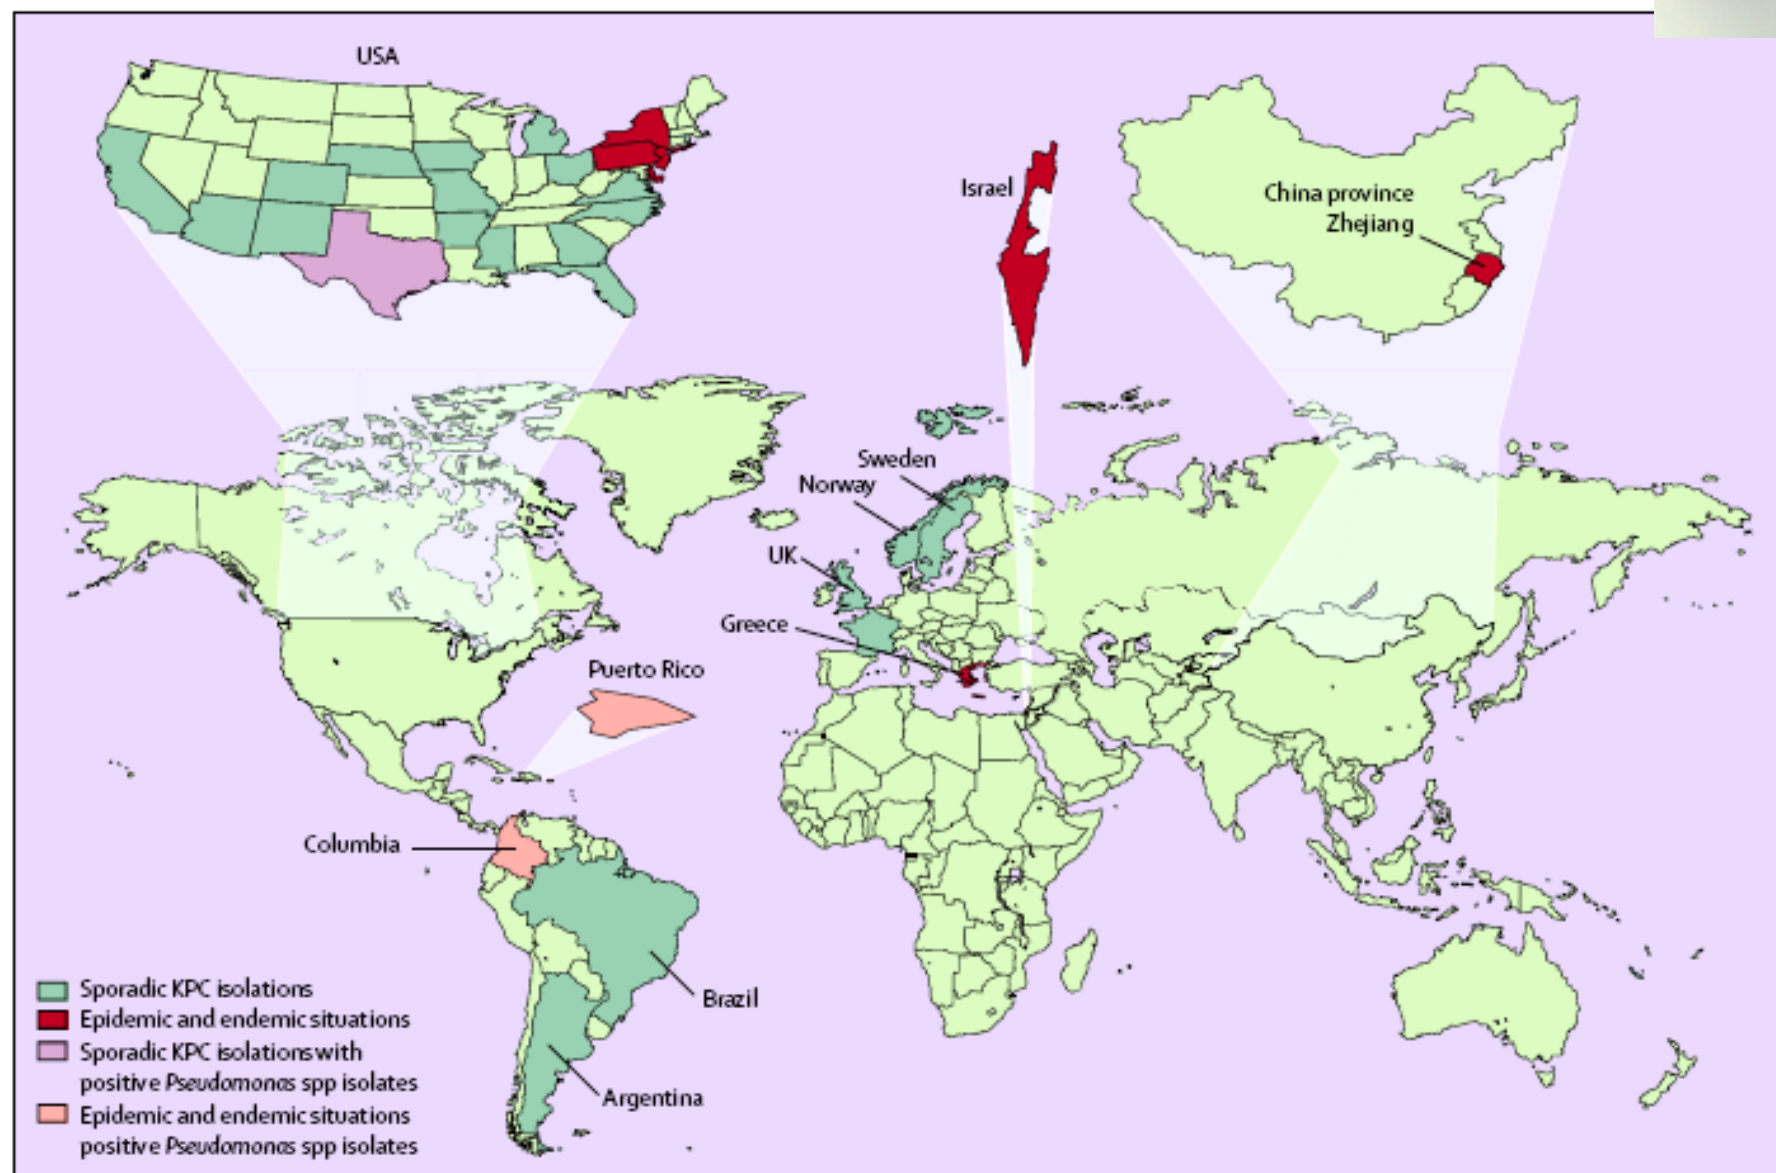 USA
Israel
China province
Zhejiang
Sweden
Norway
UK
Greece
Puerto Rico
Columbia
Brazil
Argentina
Sporadic KPC isolations
Epidemic and endemic situations
Sporadic KPC isolations with
positive Pseudomonas spp isolates
Epidemic and endemic situations
positive Pseudomonas spp isolates